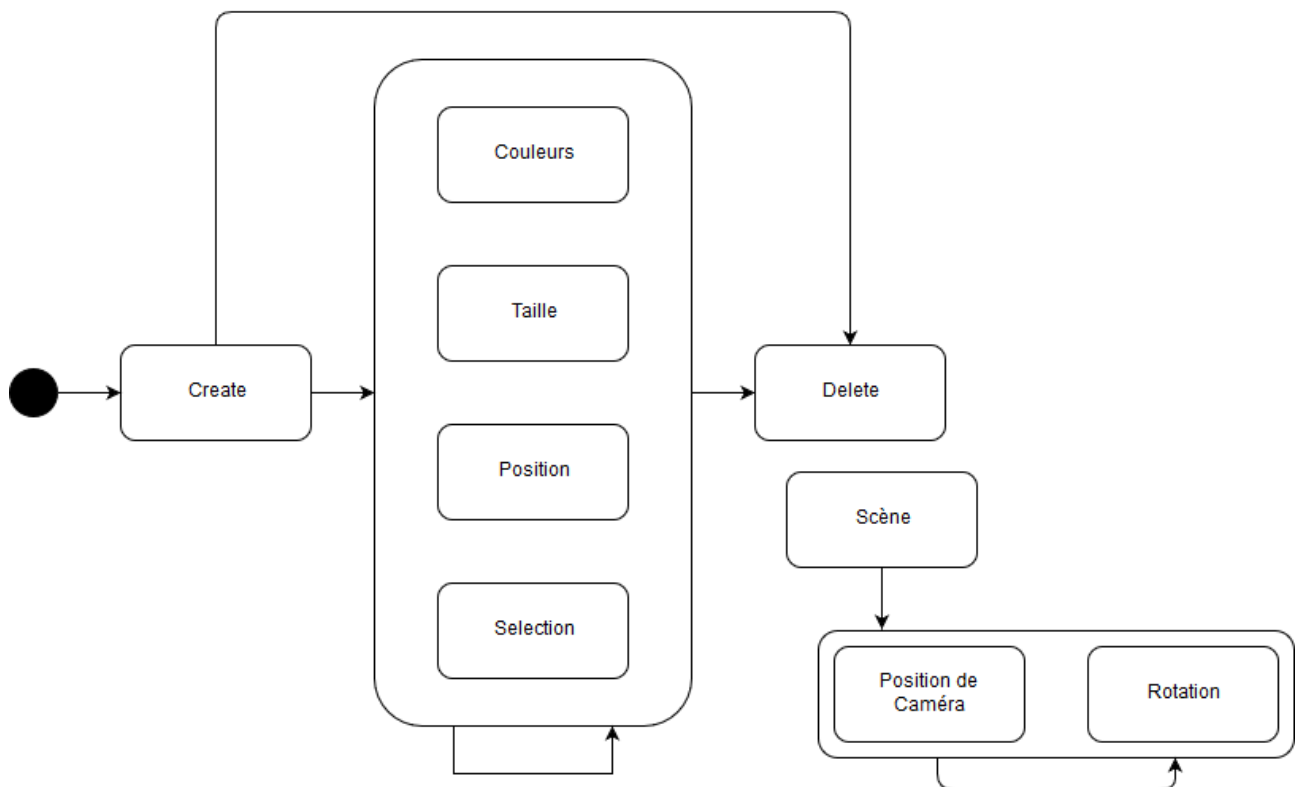 Couleurs
Taille
Create
Delete
Position
Scène
Selection
Position de
Caméra
Rotation